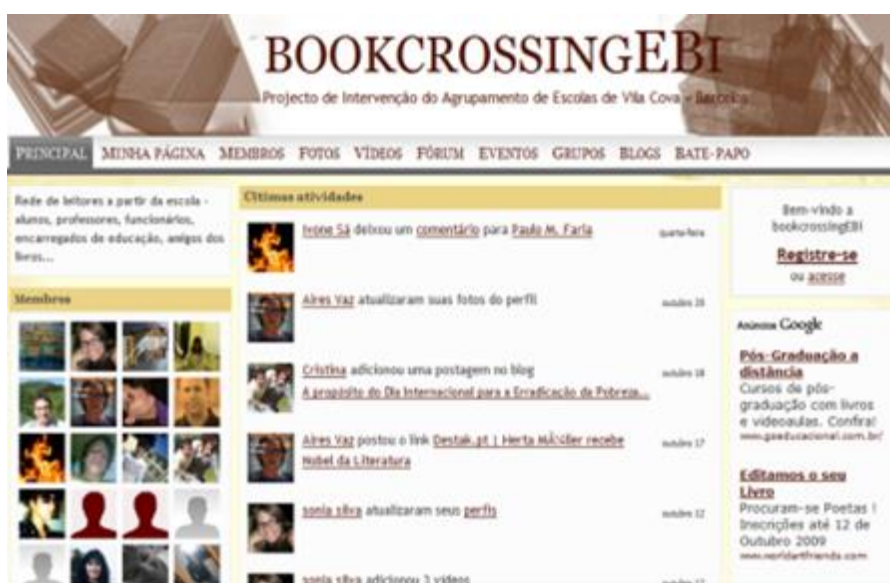 BOOKCROSSINGEBI
Projecto de Intervenção do Agrupamento de Escolas de Vila Cova - Barcelos
PRINCIPAL MINHA PÁGINA MEMBROS FOTOS VÍDEOS FÓRUM EVENTOS GRUPOS BLOGS BATE-PAPO
Rede de leitores a partir da escola -
alunos, professores, funcionários,
encarregados de educação, amigos dos
livros...
Membros
Últimas atividades
Ivone Sá deixou um comentário para Paulo M. Faria
quarta-feira
Aires Vaz atualizaram suas fotos do perfil
outubro 20
Cristina adicionou uma postagem no blog
outubro 18
A propósito do Dia Internacional para a Erradicação da Pobreza...
Aires Vaz postou o link Destak.pt | Herta MÃ¼ller recebe
outubro 17
Nobel da Literatura
sonia silva atualizaram seus perfis
outubro 12
sonia silva adicionou 3 vídeos
Bem-vindo a
bookcrossingEBI
Registre-se
ou acesse
Anúncios Google
Pós-Graduação a
distância
Cursos de pós-
graduação com livros
e videoaulas. Confira!
www.poseducacional.com.br/
Editamos o seu
Livro
Procuram-se Poetas !
Inscrições até 12 de
Outubro 2009
www.worldartfriends.com